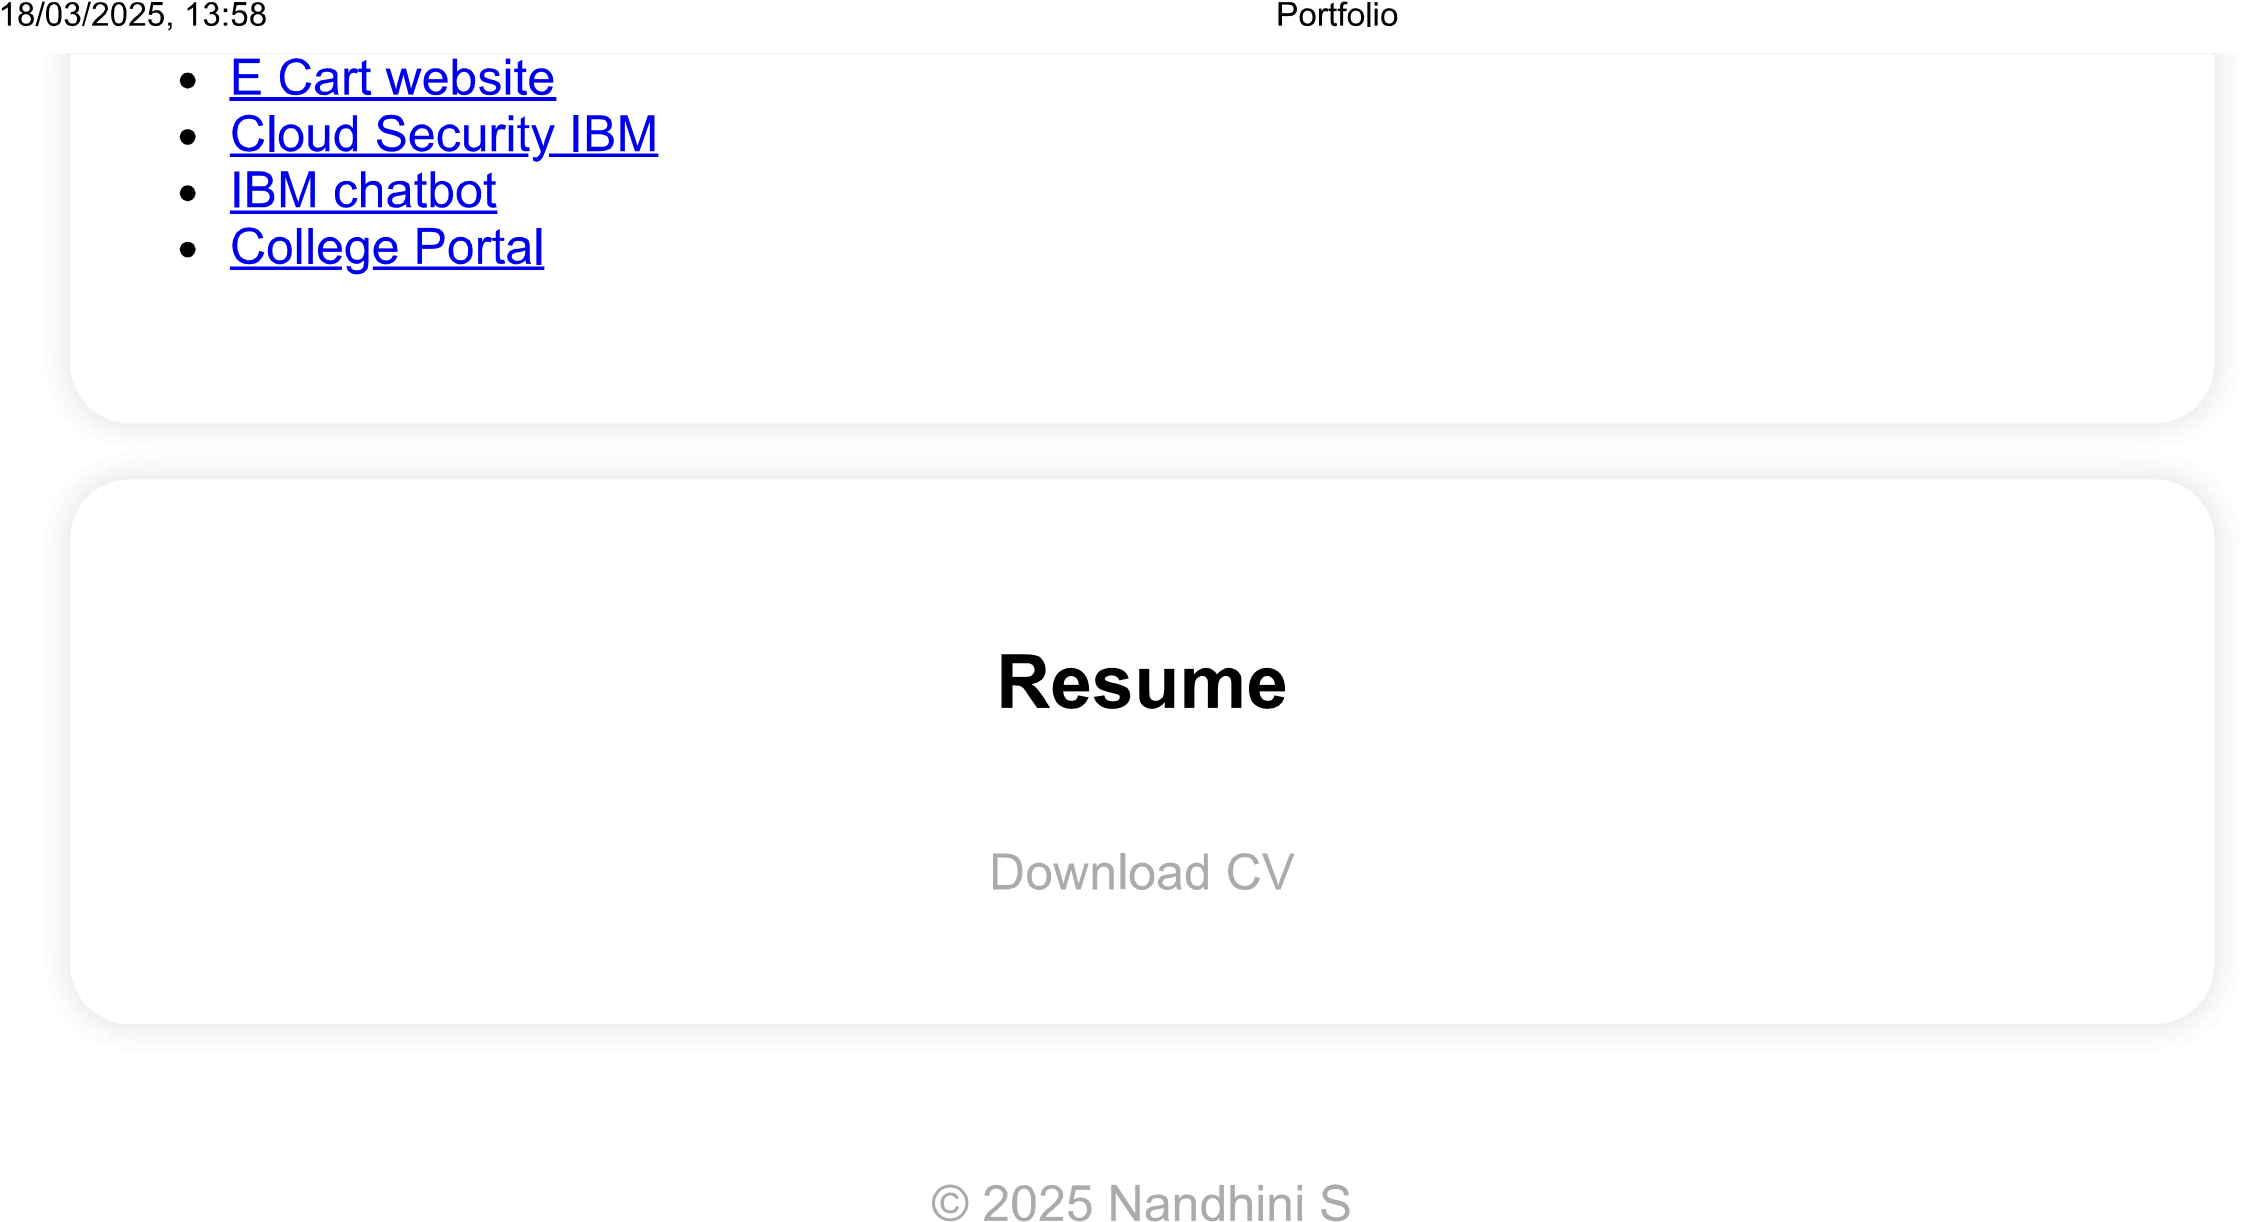 18/03/2025, 13:58 Portfolio
E Cart website
Cloud Security IBM
IBM chatbot
College Portal
Resume
Download CV
© 2025 Nandhini S